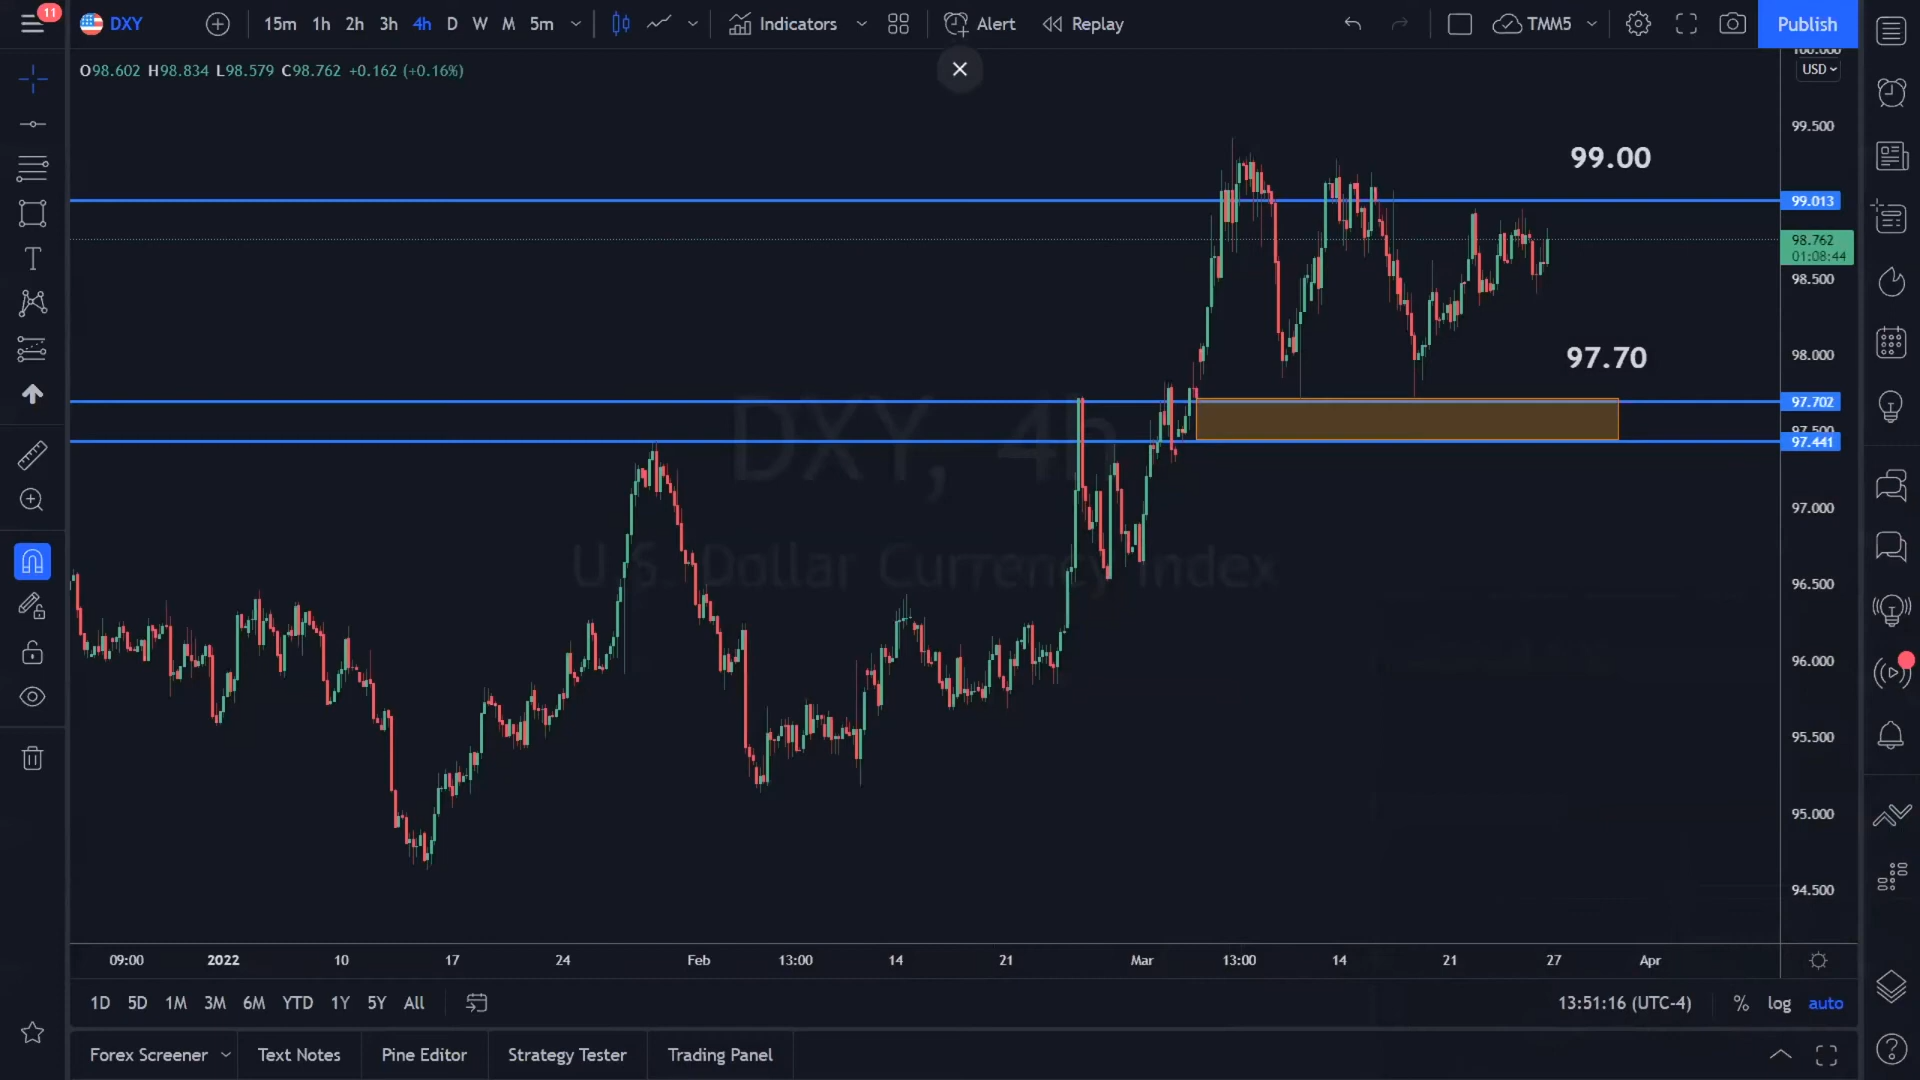 11
DXY
15m 1h 2h 3h 4h D W M 5m
Indicators
Alert
Replay
TMM5
Publish
O98.602 H98.834 L98.579 C98.762 +0.162 (+0.16%)
100.000
USD
99.500
99.00
99.013
98.762
01:08:44
98.500
98.000
97.70
97.702
97.500
97.441
DXY, 4h
U.S. Dollar Currency Index
97.000
96.500
96.000
95.500
95.000
94.500
09:00 2022 10 17 24 Feb 13:00 14 21 Mar 13:00 14 21 27 Apr
1D 5D 1M 3M 6M YTD 1Y 5Y All
13:51:16 (UTC-4) % log auto
Forex Screener Text Notes Pine Editor Strategy Tester Trading Panel